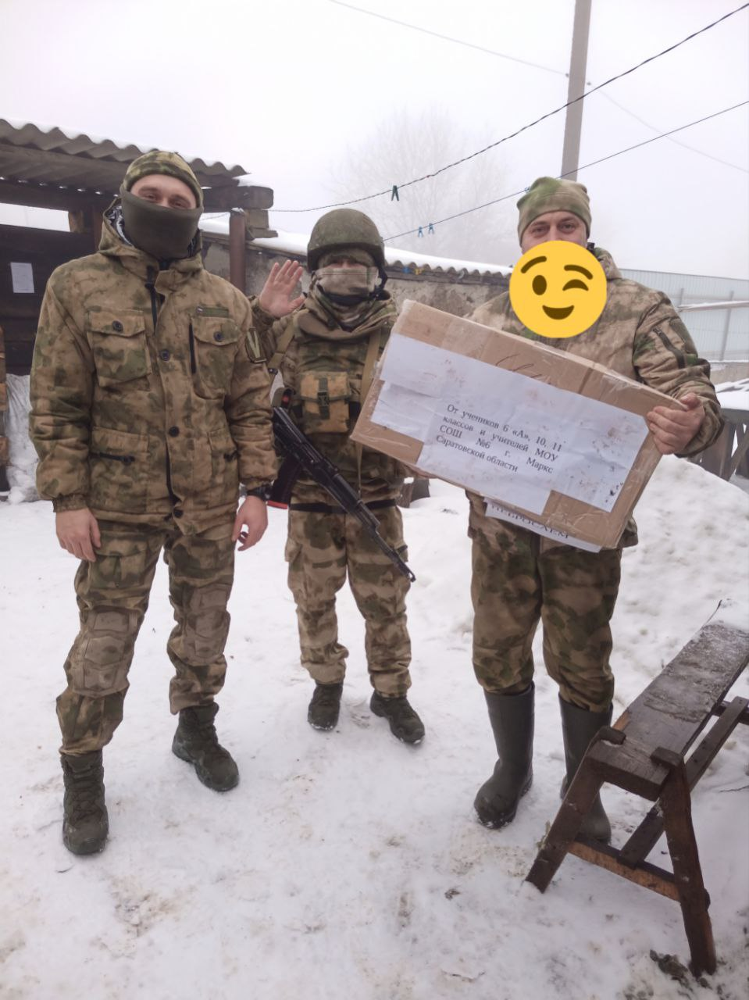 От учеников 6 «А», 10, 11
классов и учителей МОУ
СОШ №6 г. Маркс
Саратовской области